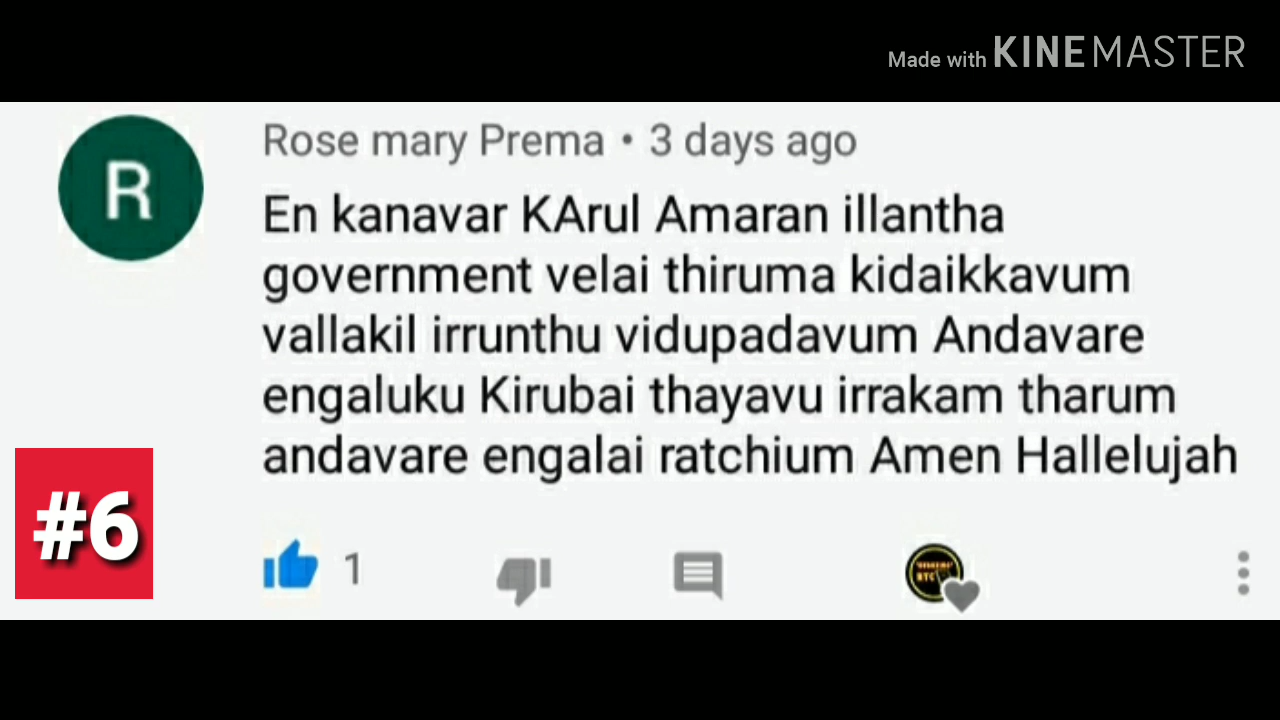 Made with KINEMASTER
R
Rose mary Prema • 3 days ago
En kanavar KArul Amaran illantha
government velai thiruma kidaikkavum
vallakil irrunthu vidupadavum Andavare
engaluku Kirubai thayavu irrakam tharum
andavare engalai ratchium Amen Hallelujah
#6
1